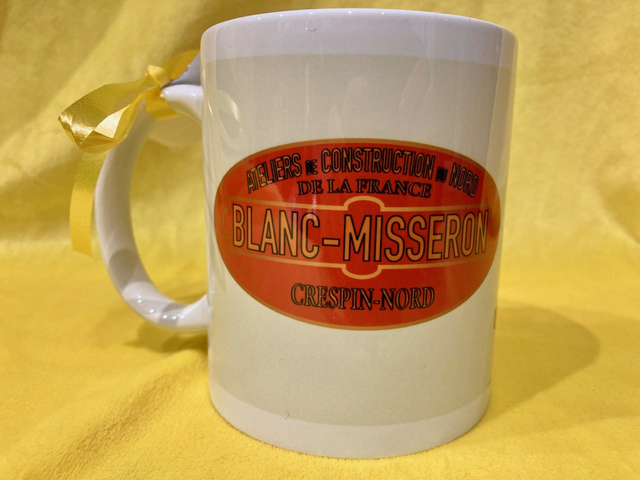 ATELIERS DE CONSTRUCTION DU NORD
DE LA FRANCE
BLANC-MISSERON
CRESPIN-NORD